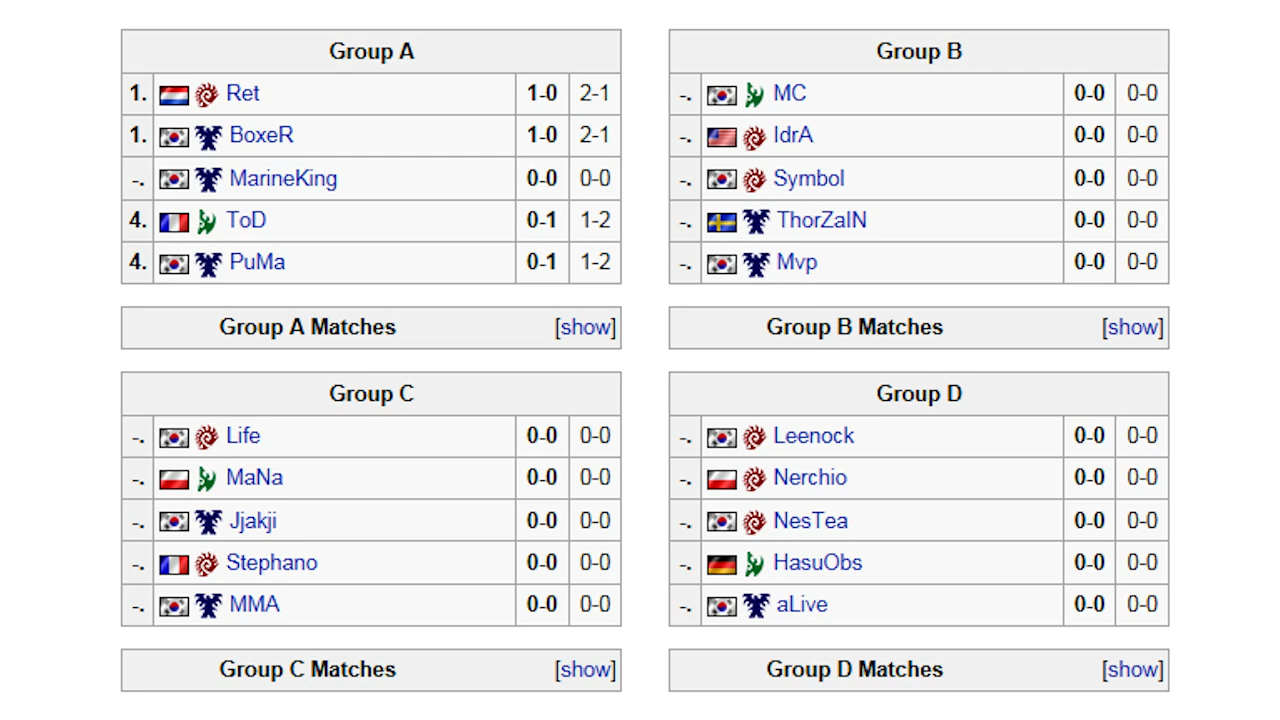 Group A
1. Ret 1-0 2-1
1. BoxeR 1-0 2-1
-. MarineKing 0-0 0-0
4. ToD 0-1 1-2
4. PuMa 0-1 1-2
Group A Matches [show]
Group B
-. MC 0-0 0-0
-. IdrA 0-0 0-0
-. Symbol 0-0 0-0
-. ThorZaIN 0-0 0-0
-. Mvp 0-0 0-0
Group B Matches [show]
Group C
-. Life 0-0 0-0
-. MaNa 0-0 0-0
-. Jjakji 0-0 0-0
-. Stephano 0-0 0-0
-. MMA 0-0 0-0
Group C Matches [show]
Group D
-. Leenock 0-0 0-0
-. Nerchio 0-0 0-0
-. NesTea 0-0 0-0
-. HasuObs 0-0 0-0
-. aLive 0-0 0-0
Group D Matches [show]